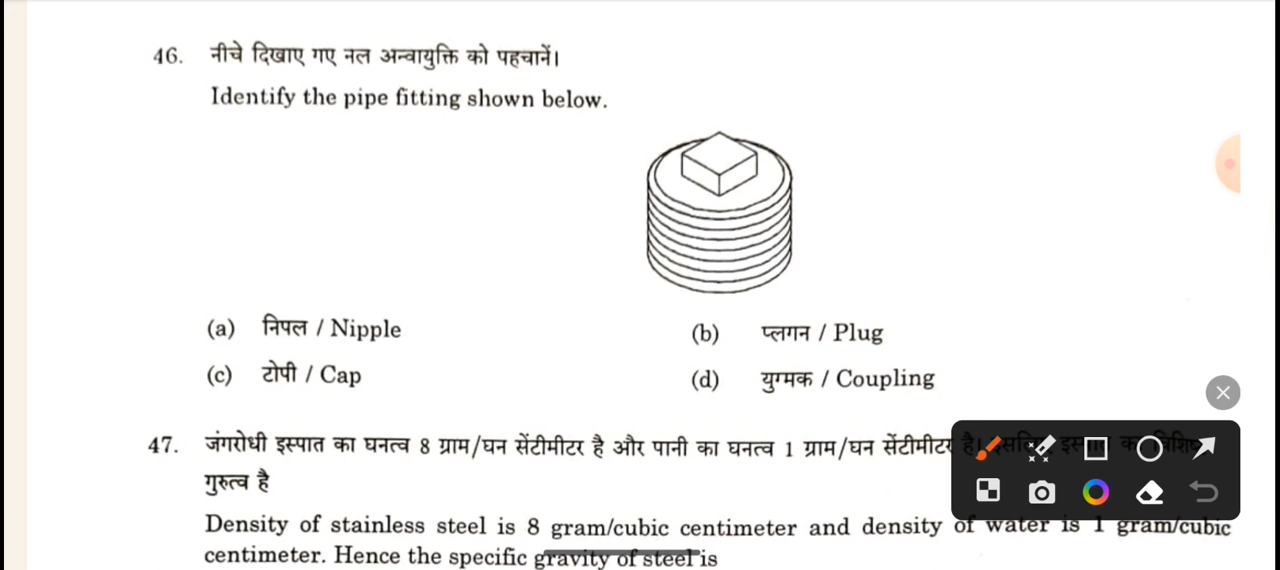 46. नीचे दिखाए गए नल अन्वायुक्ति को पहचानें।
Identify the pipe fitting shown below.
(a) निपल / Nipple
(b) प्लगन / Plug
(c) टोपी / Cap
(d) युग्मक / Coupling
47. जंगरोधी इस्पात का घनत्व 8 ग्राम/घन सेंटीमीटर है और पानी का घनत्व 1 ग्राम/घन सेंटीमीटर है।
गुरुत्व है
Density of stainless steel is 8 gram/cubic centimeter and density of water is 1 gram/cubic
centimeter. Hence the specific gravity of steel is